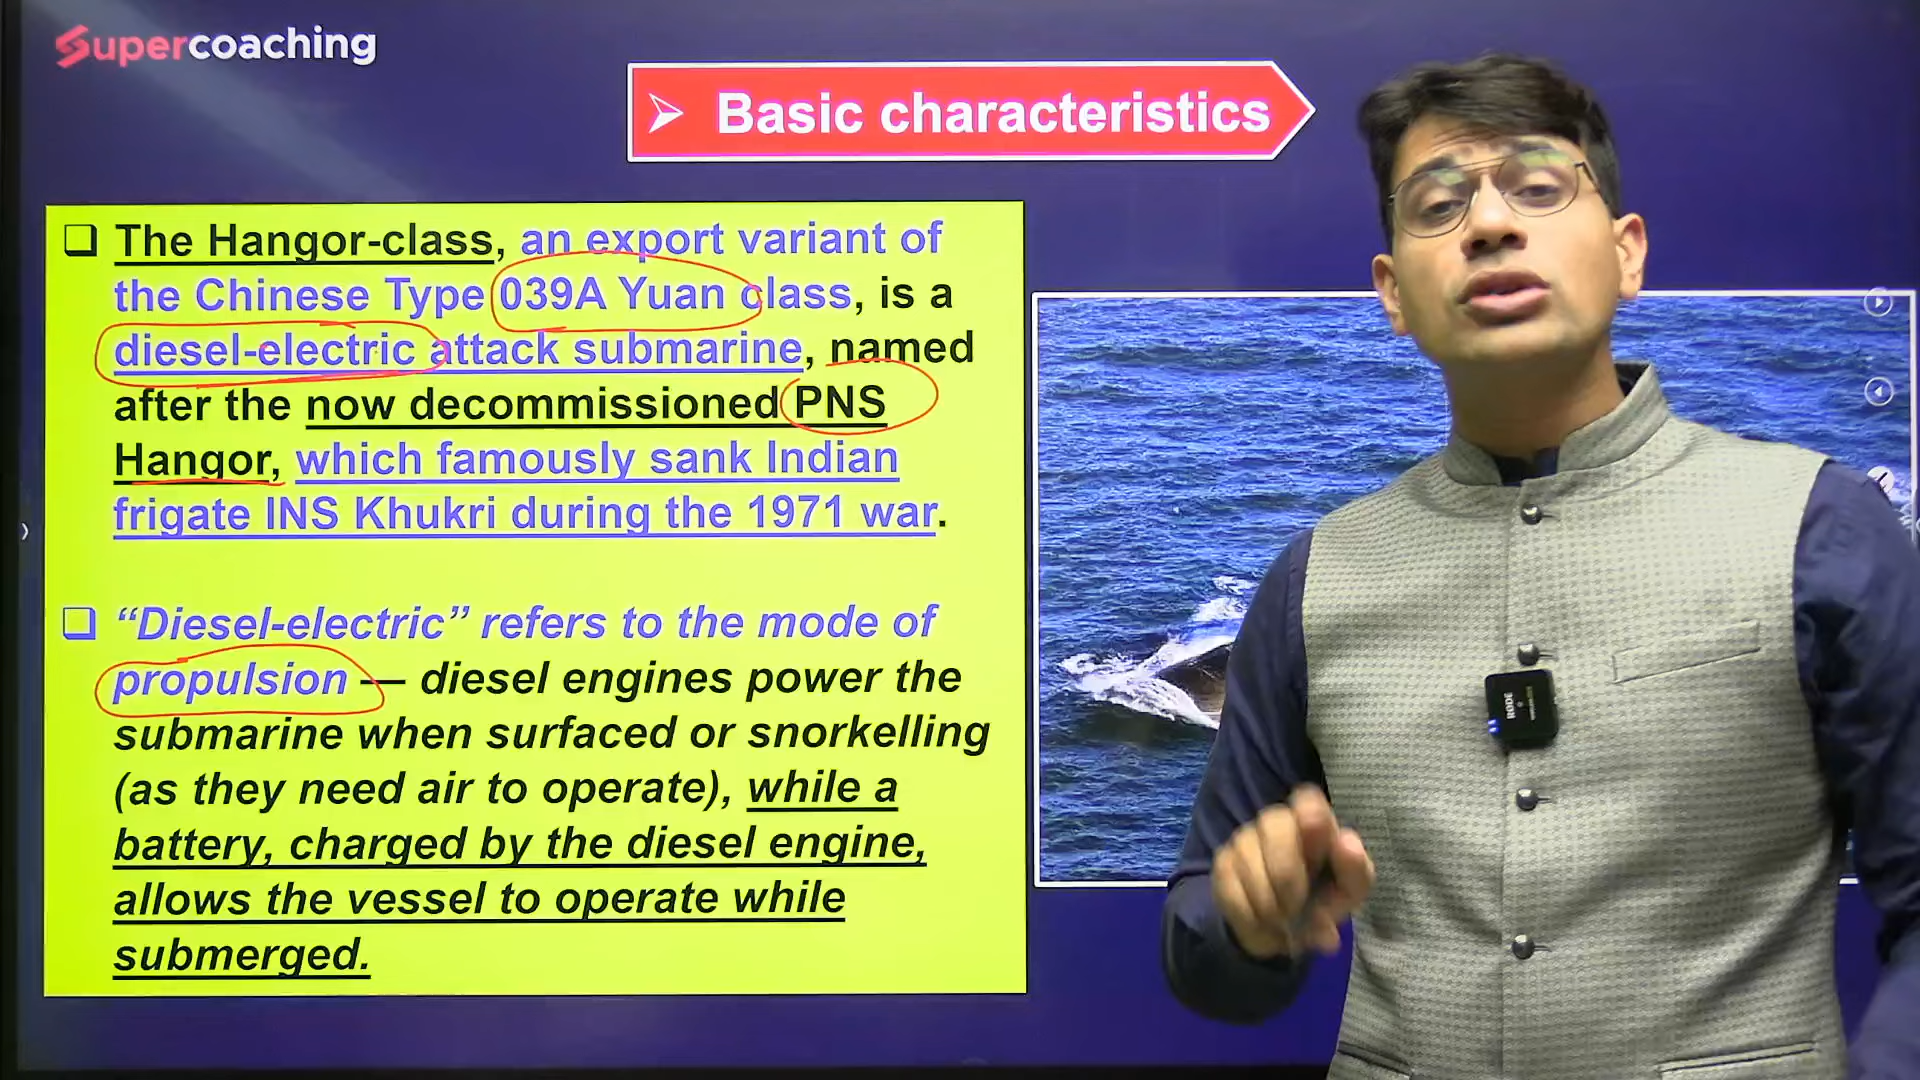 Supercoaching
Basic characteristics
The Hangor-class, an export variant of
the Chinese Type 039A Yuan class, is a
diesel-electric attack submarine, named
after the now decommissioned PNS
Hangor, which famously sank Indian
frigate INS Khukri during the 1971 war.
“Diesel-electric” refers to the mode of
propulsion — diesel engines power the
submarine when surfaced or snorkelling
(as they need air to operate), while a
battery, charged by the diesel engine,
allows the vessel to operate while
submerged.
RODE